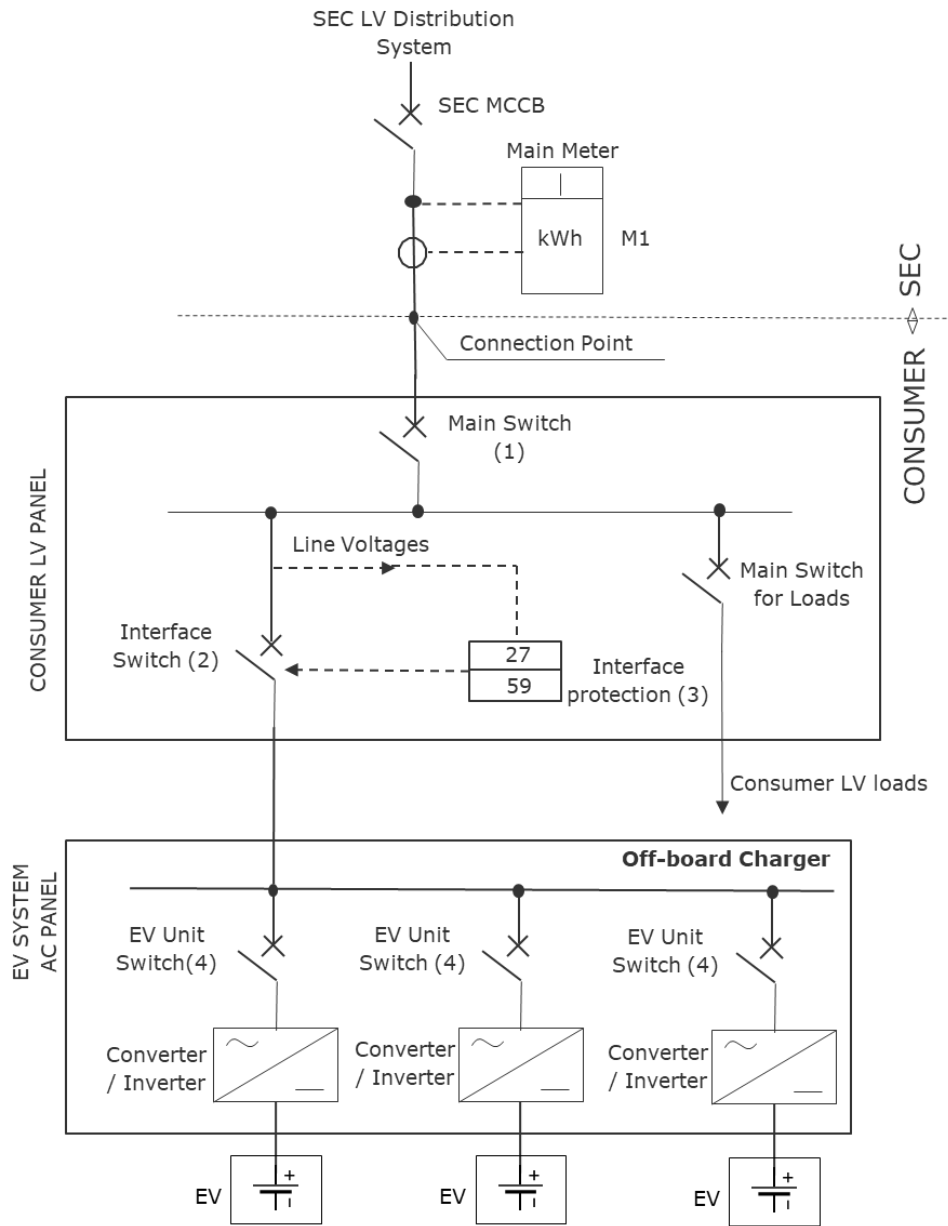 SEC LV Distribution
System
SEC MCCB
Main Meter
kWh
M1
SEC
CONSUMER
Connection Point
CONSUMER LV PANEL
Main Switch
(1)
Line Voltages
Main Switch
for Loads
Interface
Switch (2)
27
59
Interface
protection (3)
Consumer LV loads
EV SYSTEM
AC PANEL
Off-board Charger
EV Unit
Switch(4)
EV Unit
Switch (4)
EV Unit
Switch (4)
Converter
/ Inverter
Converter
/ Inverter
Converter
/ Inverter
EV
EV
EV